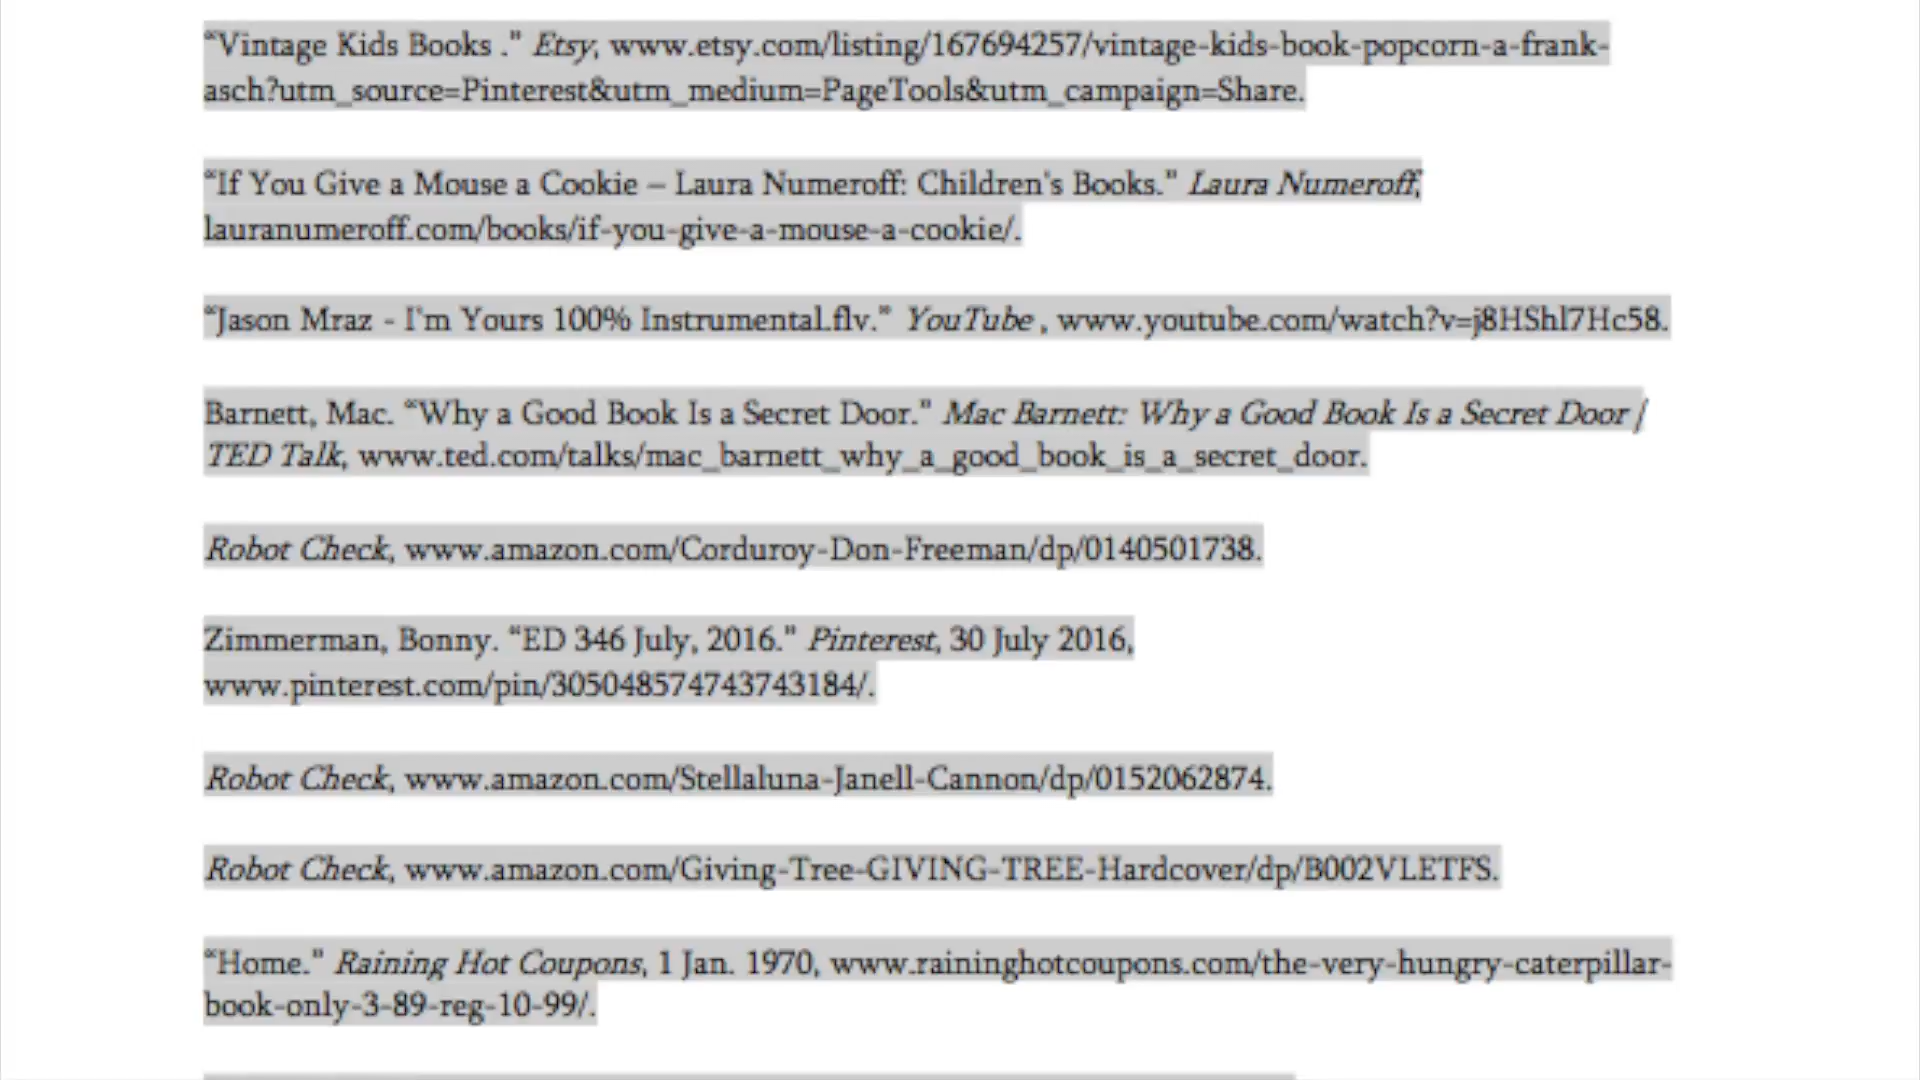 “Vintage Kids Books .” Etsy, www.etsy.com/listing/167694257/vintage-kids-book-popcorn-a-frank-
asch?utm_source=Pinterest&utm_medium=PageTools&utm_campaign=Share.
“If You Give a Mouse a Cookie – Laura Numeroff: Children's Books.” Laura Numeroff,
lauranumeroff.com/books/if-you-give-a-mouse-a-cookie/.
“Jason Mraz - I'm Yours 100% Instrumental.flv.” YouTube , www.youtube.com/watch?v=j8HShl7Hc58.
Barnett, Mac. “Why a Good Book Is a Secret Door.” Mac Barnett: Why a Good Book Is a Secret Door |
TED Talk, www.ted.com/talks/mac_barnett_why_a_good_book_is_a_secret_door.
Robot Check, www.amazon.com/Corduroy-Don-Freeman/dp/0140501738.
Zimmerman, Bonny. “ED 346 July, 2016.” Pinterest, 30 July 2016,
www.pinterest.com/pin/305048574743743184/.
Robot Check, www.amazon.com/Stellaluna-Janell-Cannon/dp/0152062874.
Robot Check, www.amazon.com/Giving-Tree-GIVING-TREE-Hardcover/dp/B002VLETFS.
“Home.” Raining Hot Coupons, 1 Jan. 1970, www.raininghotcoupons.com/the-very-hungry-caterpillar-
book-only-3-89-reg-10-99/.